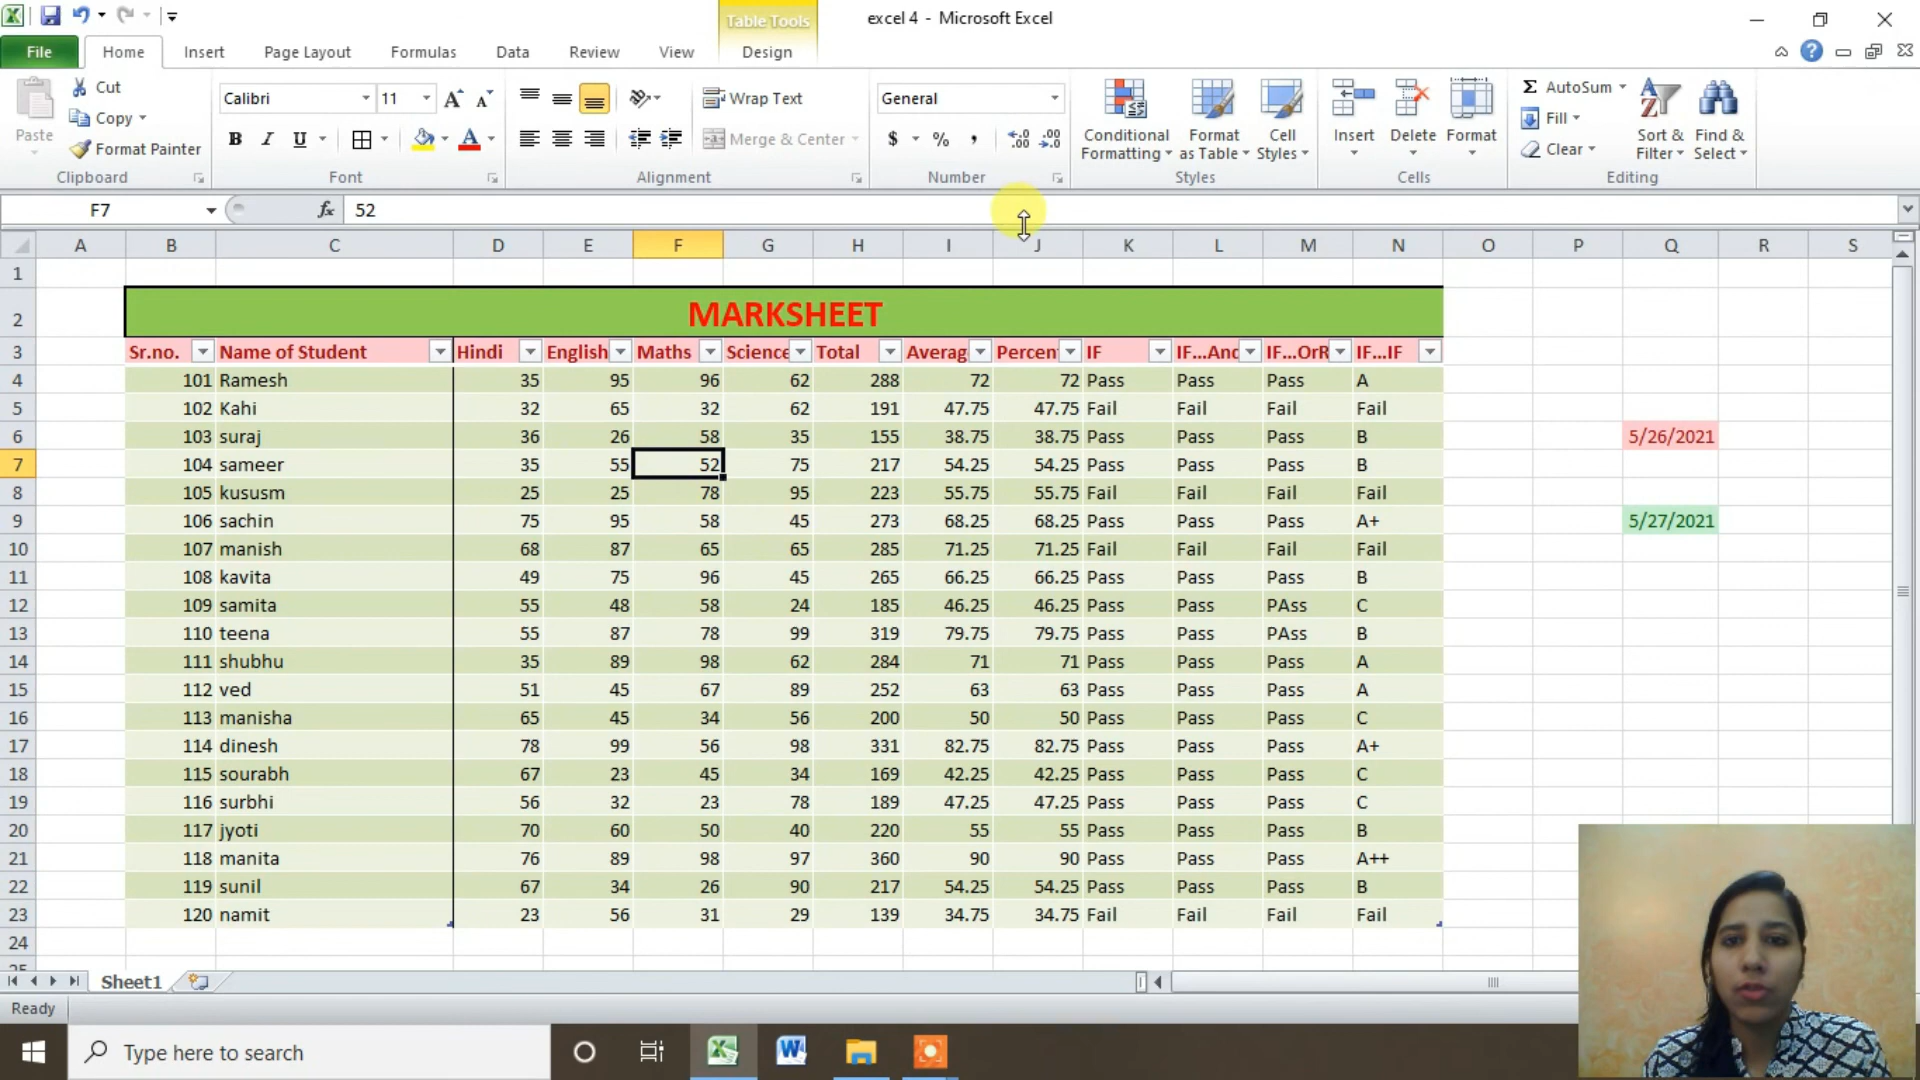 Table Tools
excel 4 - Microsoft Excel
File Home Insert Page Layout Formulas Data Review View Design
Paste
Cut
Copy
Format Painter
Clipboard
Calibri 11
B I U A
Font
Wrap Text
Merge & Center
Alignment
General
$ % ,
Number
Conditional Formatting
Format as Table
Cell Styles
Styles
Insert
Delete
Format
Cells
AutoSum
Fill
Clear
Sort & Filter
Find & Select
Editing
F7 fx 52
A B C D E F G H I J K L M N O P Q R S
1
2 MARKSHEET
3 Sr.no. Name of Student Hindi English Maths Science Total Averag Percen IF IF...And IF...OrR IF...IF
4 101 Ramesh 35 95 96 62 288 72 72 Pass Pass Pass A
5 102 Kahi 32 65 32 62 191 47.75 47.75 Fail Fail Fail Fail
6 103 suraj 36 26 58 35 155 38.75 38.75 Pass Pass Pass B 5/26/2021
7 104 sameer 35 55 52 75 217 54.25 54.25 Pass Pass Pass B
8 105 kususm 25 25 78 95 223 55.75 55.75 Fail Fail Fail Fail
9 106 sachin 75 95 58 45 273 68.25 68.25 Pass Pass Pass A+ 5/27/2021
10 107 manish 68 87 65 65 285 71.25 71.25 Fail Fail Fail Fail
11 108 kavita 49 75 96 45 265 66.25 66.25 Pass Pass Pass B
12 109 samita 55 48 58 24 185 46.25 46.25 Pass Pass PAss C
13 110 teena 55 87 78 99 319 79.75 79.75 Pass Pass PAss B
14 111 shubhu 35 89 98 62 284 71 71 Pass Pass Pass A
15 112 ved 51 45 67 89 252 63 63 Pass Pass Pass A
16 113 manisha 65 45 34 56 200 50 50 Pass Pass Pass C
17 114 dinesh 78 99 56 98 331 82.75 82.75 Pass Pass Pass A+
18 115 sourabh 67 23 45 34 169 42.25 42.25 Pass Pass Pass C
19 116 surbhi 56 32 23 78 189 47.25 47.25 Pass Pass Pass C
20 117 jyoti 70 60 50 40 220 55 55 Pass Pass Pass B
21 118 manita 76 89 98 97 360 90 90 Pass Pass Pass A++
22 119 sunil 67 34 26 90 217 54.25 54.25 Pass Pass Pass B
23 120 namit 23 56 31 29 139 34.75 34.75 Fail Fail Fail Fail
24
Sheet1
Ready
Type here to search